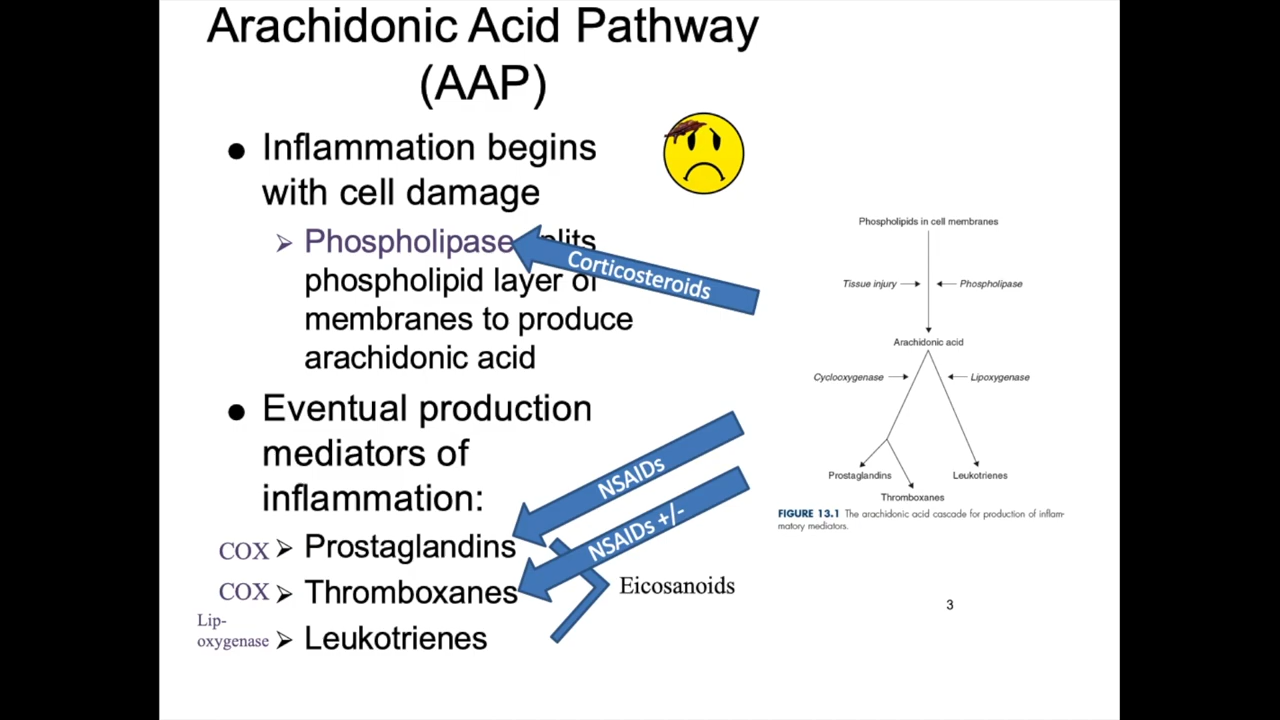 Arachidonic Acid Pathway
(AAP)
● Inflammation begins
with cell damage
➢ Phospholipase
phospholipid layer of
membranes to produce
arachidonic acid
Corticosteroids
● Eventual production
mediators of
inflammation:
COX ➢ Prostaglandins
COX ➢ Thromboxanes
Lip-
oxygenase ➢ Leukotrienes
NSAIDs
NSAIDs +/-
Eicosanoids
Phospholipids in cell membranes
Tissue injury
Phospholipase
Arachidonic acid
Cyclooxygenase
Lipoxygenase
Prostaglandins
Leukotrienes
Thromboxanes
FIGURE 13.1 The arachidonic acid cascade for production of inflam-
matory mediators.
3